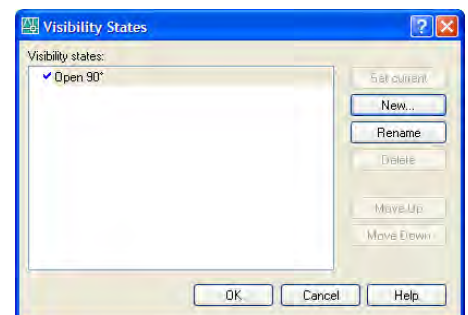 Visibility States
Visibility states:
Open 90°
Set current
New...
Rename
Delete
Move Up
Move Down
OK
Cancel
Help